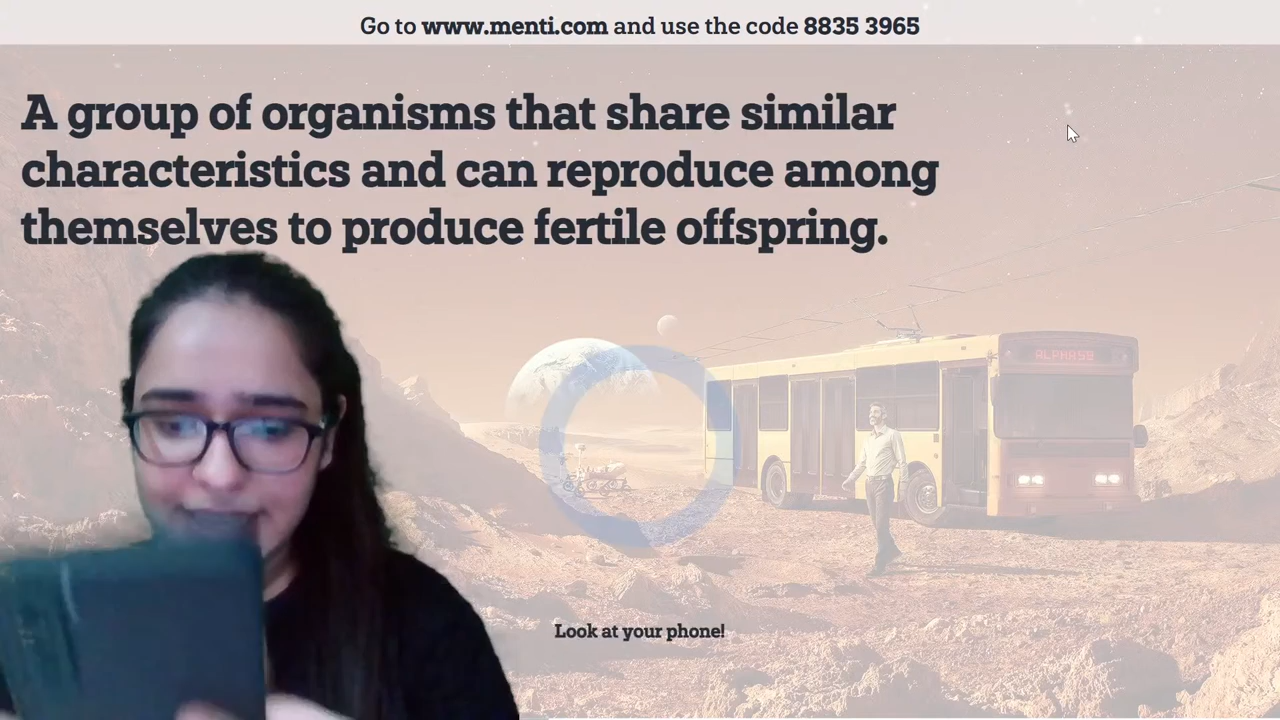 Go to www.menti.com and use the code 8835 3965
A group of organisms that share similar
characteristics and can reproduce among
themselves to produce fertile offspring.
ALPHA59
Look at your phone!